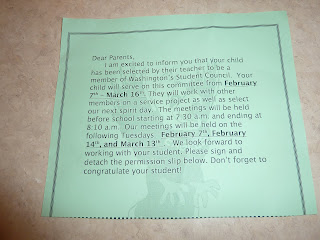 Dear Parents,
I am excited to inform you that your child
has been selected by their teacher to be a
member of Washington's Student Council. Your
child will serve on this committee from February
7th - March 16th. They will work with other
members on a service project as well as select
our next spirit day. The meetings will be held
before school starting at 7:30 a.m. and ending at
8:10 a.m. Our meetings will be held on the
following Tuesdays: February 7th, February
14th, and March 13th. We look forward to
working with your student. Please sign and
detach the permission slip below. Don't forget to
congratulate your student!